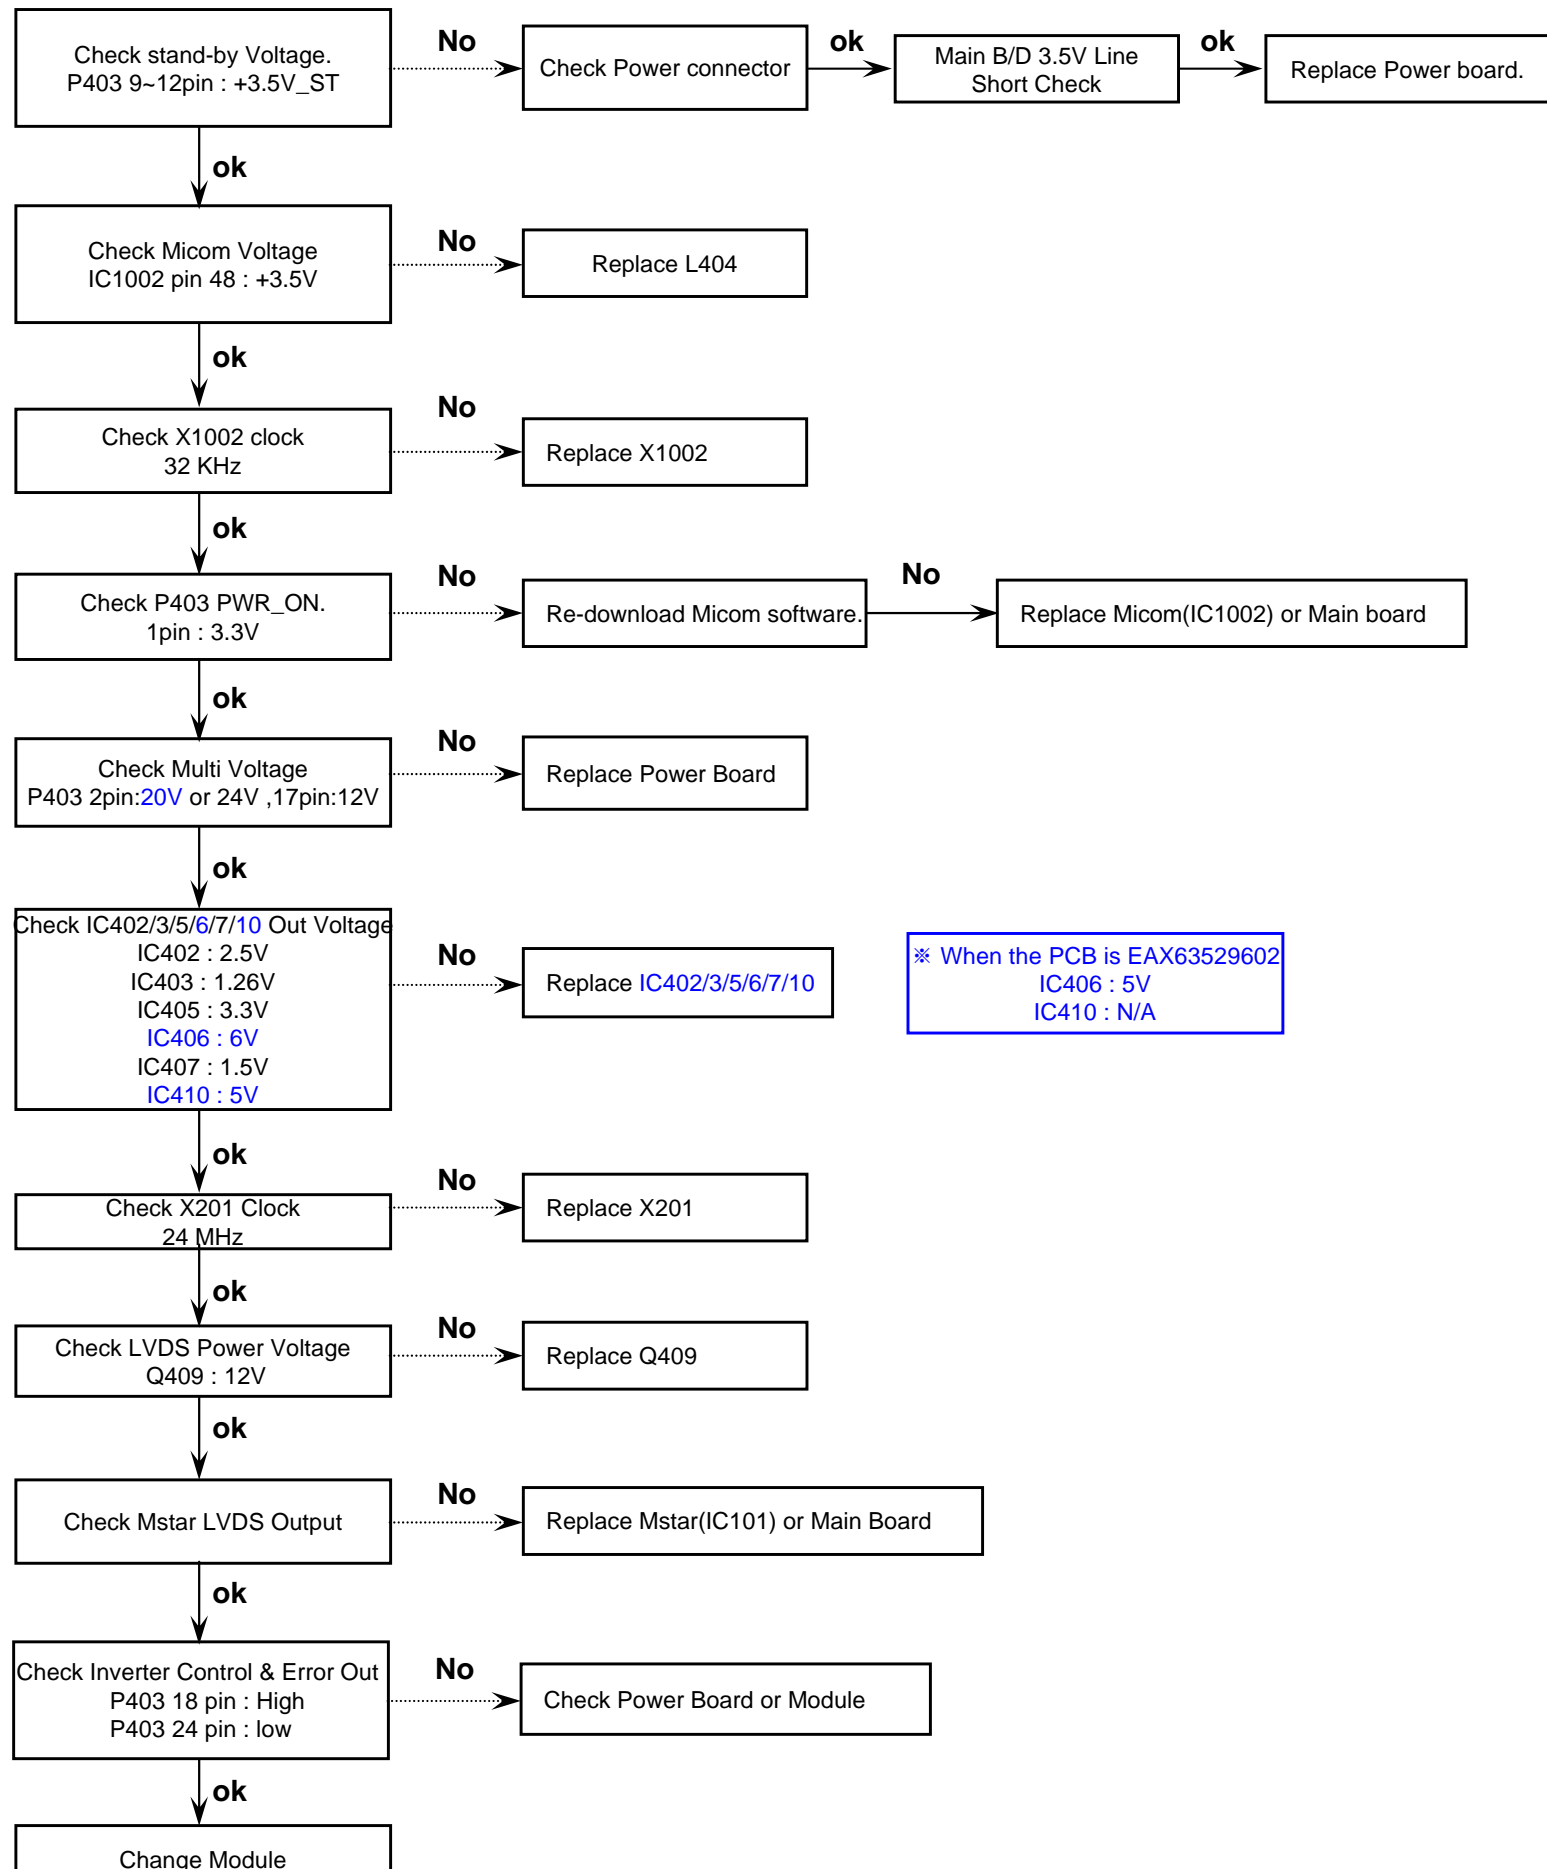 Check stand-by Voltage.
P403 9~12pin : +3.5V_ST
No
Check Power connector
ok
Main B/D 3.5V Line
Short Check
ok
Replace Power board.
ok
Check Micom Voltage
IC1002 pin 48 : +3.5V
No
Replace L404
ok
Check X1002 clock
32 KHz
No
Replace X1002
ok
Check P403 PWR_ON.
1pin : 3.3V
No
Re-download Micom software.
No
Replace Micom(IC1002) or Main board
ok
Check Multi Voltage
P403 2pin:20V or 24V ,17pin:12V
No
Replace Power Board
ok
Check IC402/3/5/6/7/10 Out Voltage
IC402 : 2.5V
IC403 : 1.26V
IC405 : 3.3V
IC406 : 6V
IC407 : 1.5V
IC410 : 5V
No
Replace IC402/3/5/6/7/10
※ When the PCB is EAX63529602
IC406 : 5V
IC410 : N/A
ok
Check X201 Clock
24 MHz
No
Replace X201
ok
Check LVDS Power Voltage
Q409 : 12V
No
Replace Q409
ok
Check Mstar LVDS Output
No
Replace Mstar(IC101) or Main Board
ok
Check Inverter Control & Error Out
P403 18 pin : High
P403 24 pin : low
No
Check Power Board or Module
ok
Change Module